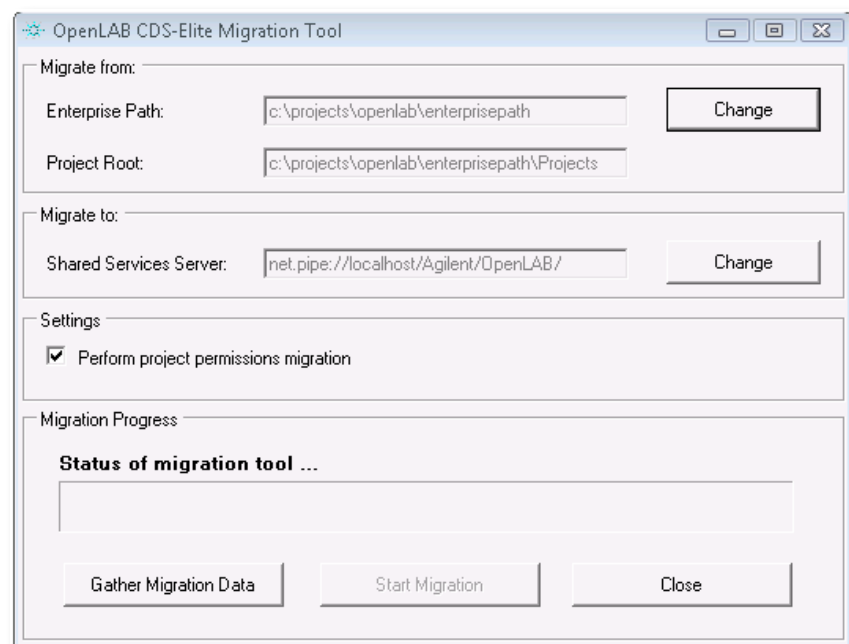 OpenLAB CDS-Elite Migration Tool
Migrate from:
Enterprise Path: c:\projects\openlab\enterprisepath Change
Project Root: c:\projects\openlab\enterprisepath\Projects
Migrate to:
Shared Services Server: net.pipe://localhost/Agilent/OpenLAB/ Change
Settings
Perform project permissions migration
Migration Progress
Status of migration tool ...
Gather Migration Data Start Migration Close